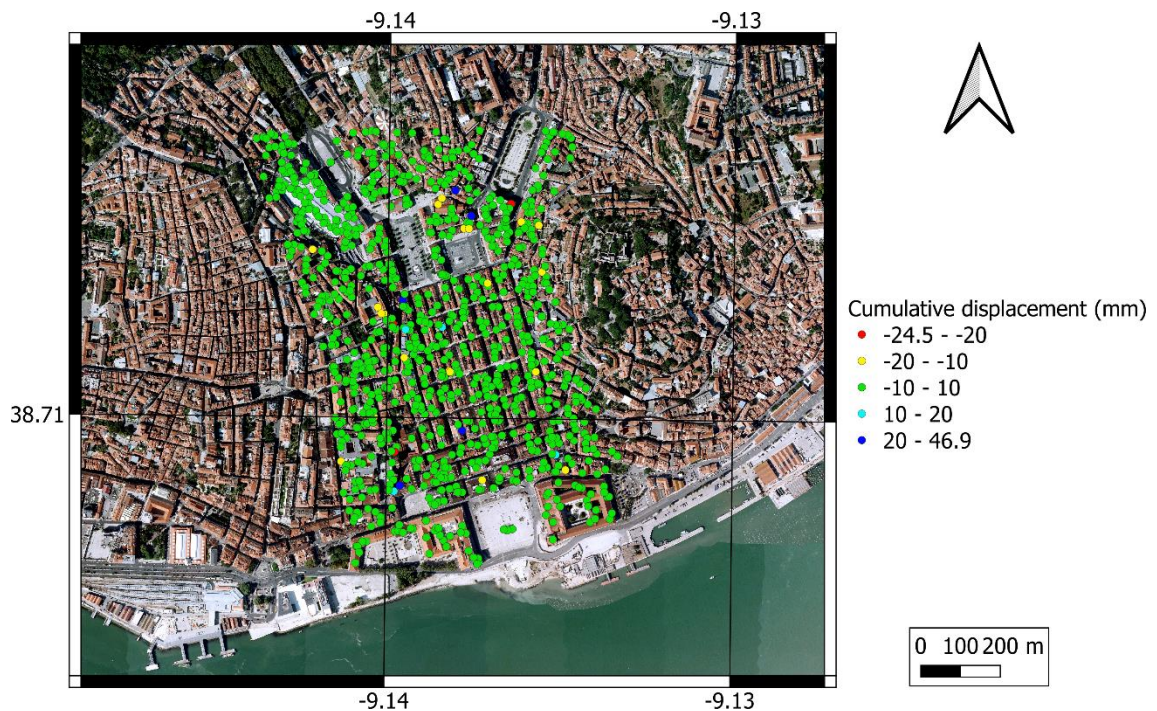 -9.14 -9.13
Cumulative displacement (mm)
-24.5 - -20
-20 - -10
-10 - 10
10 - 20
20 - 46.9
38.71
0 100 200 m
-9.14 -9.13